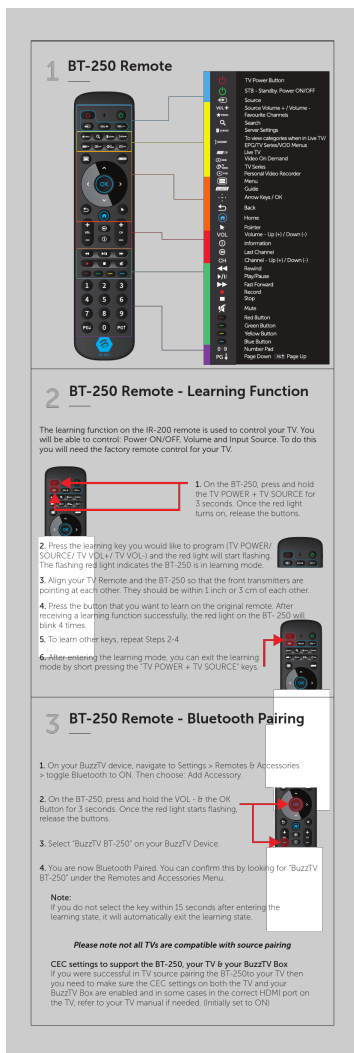 1 BT-250 Remote
TV Power Button
STB - Standby. Power ON/OFF
Source
VOL + Source Volume + / Volume -
Favourite Channels
Search
Server Settings
To view categories when in Live TV/
EPG/TV Series/VOD Menus
Live TV
Video On Demand
TV Series
Personal Video Recorder
Menu
Guide
Arrow Keys / OK
Back
Home
Pointer
VOL Volume - Up (+) / Down (-)
Information
Last Channel
CH Channel - Up (+) / Down (-)
Rewind
Play/Pause
Fast Forward
Record
Stop
Mute
Red Button
Green Button
Yellow Button
Blue Button
0-9 Number Pad
PG↓ Page Down PG↑ Page Up
OK
VOL
CH
1 2 3
4 5 6
7 8 9
PG↓ 0 PG↑
2 BT-250 Remote - Learning Function
The learning function on the IR-200 remote is used to control your TV. You
will be able to control: Power ON/OFF, Volume and Input Source. To do this
you will need the factory remote control for your TV.
1. On the BT-250, press and hold
the TV POWER + TV SOURCE for
3 seconds. Once the red light
turns on, release the buttons.
2. Press the learning key you would like to program (TV POWER/
SOURCE/ TV VOL+/ TV VOL-) and the red light will start flashing.
The flashing red light indicates the BT-250 is in learning mode.
3. Align your TV Remote and the BT-250 so that the front transmitters are
pointing at each other. They should be within 1 inch or 3 cm of each other.
4. Press the button that you want to learn on the original remote. After
receiving a learning function successfully, the red light on the BT- 250 will
blink 4 times.
5. To learn other keys, repeat Steps 2-4
6. After entering the learning mode, you can exit the learning
mode by short pressing the "TV POWER + TV SOURCE" keys.
3 BT-250 Remote - Bluetooth Pairing
1. On your BuzzTV device, navigate to Settings > Remotes & Accessories
> toggle Bluetooth to ON. Then choose: Add Accessory.
2. On the BT-250, press and hold the VOL - & the OK
Button for 3 seconds. Once the red light starts flashing,
release the buttons.
3. Select "BuzzTV BT-250" on your BuzzTV Device.
4. You are now Bluetooth Paired. You can confirm this by looking for "BuzzTV
BT-250" under the Remotes and Accessories Menu.
Note:
If you do not select the key within 15 seconds after entering the
learning state, it will automatically exit the learning state.
Please note not all TVs are compatible with source pairing
CEC settings to support the BT-250, your TV & your BuzzTV Box
If you were successful in TV source pairing the BT-250to your TV then
you need to make sure the CEC settings on both the TV and your
BuzzTV Box are enabled and in some cases in the correct HDMI port on
the TV, refer to your TV manual if needed. (Initially set to ON)